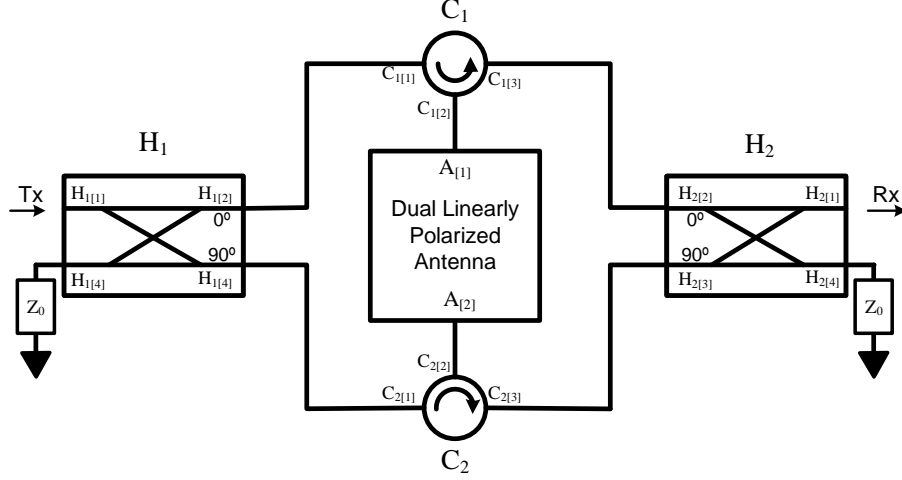 C1
C1[1]
C1[3]
C1[2]
H1
H2
A[1]
Tx
H1[1]
H1[2]
0º
Dual Linearly
Polarized
Antenna
H2[2]
H2[1]
0º
Rx
90º
H1[4]
H1[4]
90º
H2[3]
H2[4]
Z0
Z0
A[2]
C2[2]
C2[1]
C2[3]
C2